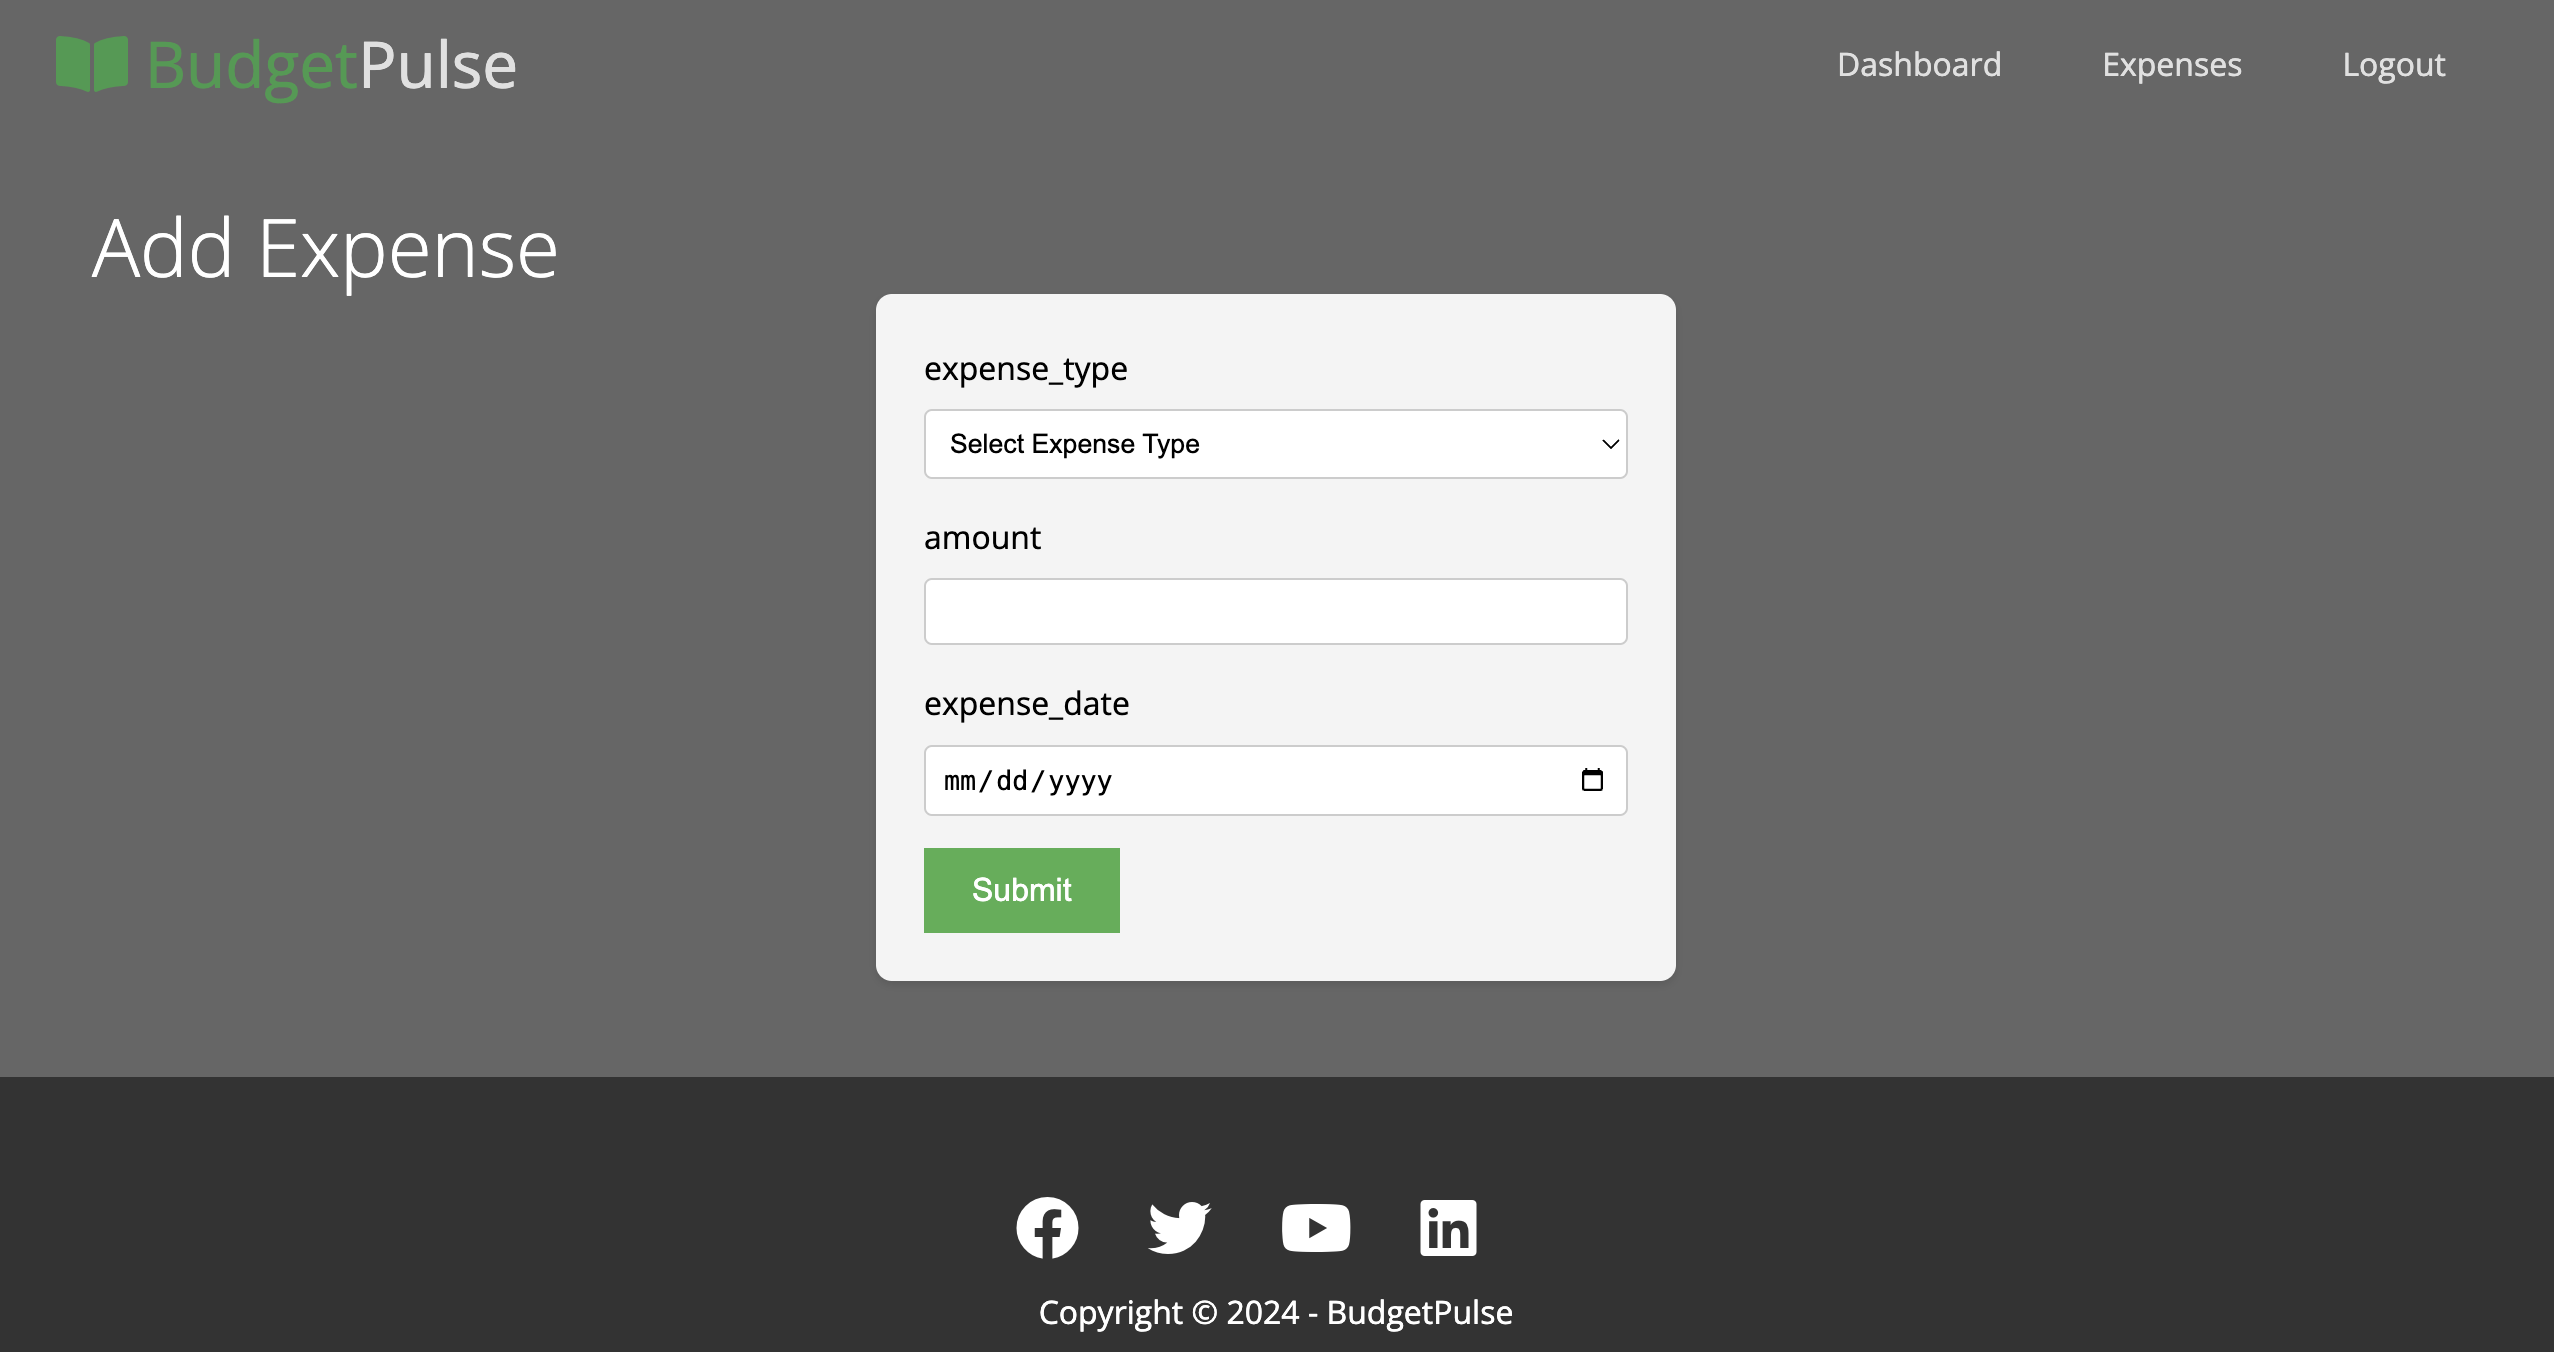 BudgetPulse
Dashboard Expenses Logout
Add Expense
expense_type
Select Expense Type
amount
expense_date
mm/dd/yyyy
Submit
Copyright © 2024 - BudgetPulse